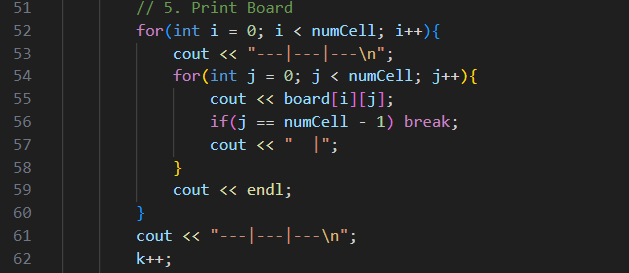 51 // 5. Print Board
52 for(int i = 0; i < numCell; i++){
53 cout << "---|---|---\n";
54 for(int j = 0; j < numCell; j++){
55 cout << board[i][j];
56 if(j == numCell - 1) break;
57 cout << "  |";
58 }
59 cout << endl;
60 }
61 cout << "---|---|---\n";
62 k++;